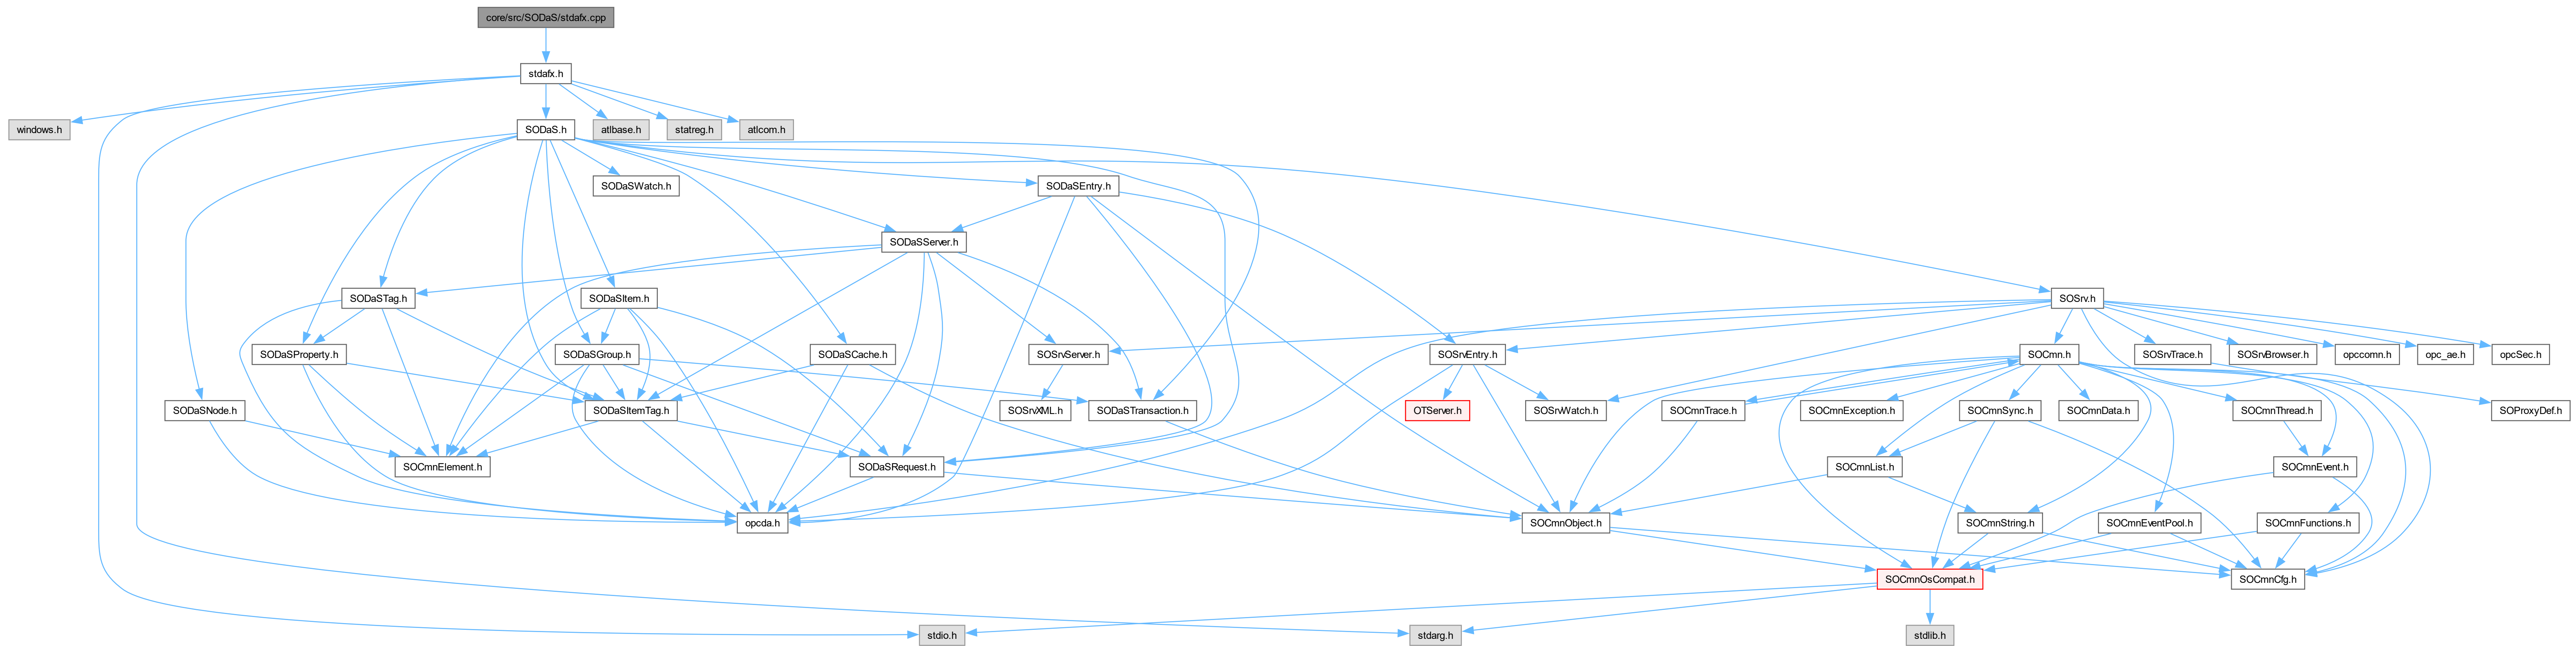 core/src/SODaS/stdafx.cpp
stdafx.h
windows.h
SODaS.h
atlbase.h
statreg.h
atlcom.h
SODaSWatch.h
SODaSEntry.h
SODaSServer.h
SODaSTag.h
SODaSItem.h
SOSrv.h
SODaSProperty.h
SODaSGroup.h
SODaSCache.h
SOSrvServer.h
SOSrvEntry.h
SOCmn.h
SOSrvTrace.h
SOSrvBrowser.h
opccomn.h
opc_ae.h
opcSec.h
SODaSNode.h
SODaSItemTag.h
SOSrvXML.h
SODaSTransaction.h
OTServer.h
SOSrvWatch.h
SOCmnTrace.h
SOCmnException.h
SOCmnSync.h
SOCmnData.h
SOCmnThread.h
SOProxyDef.h
SOCmnElement.h
SODaSRequest.h
SOCmnList.h
SOCmnEvent.h
opcda.h
SOCmnObject.h
SOCmnString.h
SOCmnEventPool.h
SOCmnFunctions.h
SOCmnOsCompat.h
SOCmnCfg.h
stdio.h
stdarg.h
stdlib.h